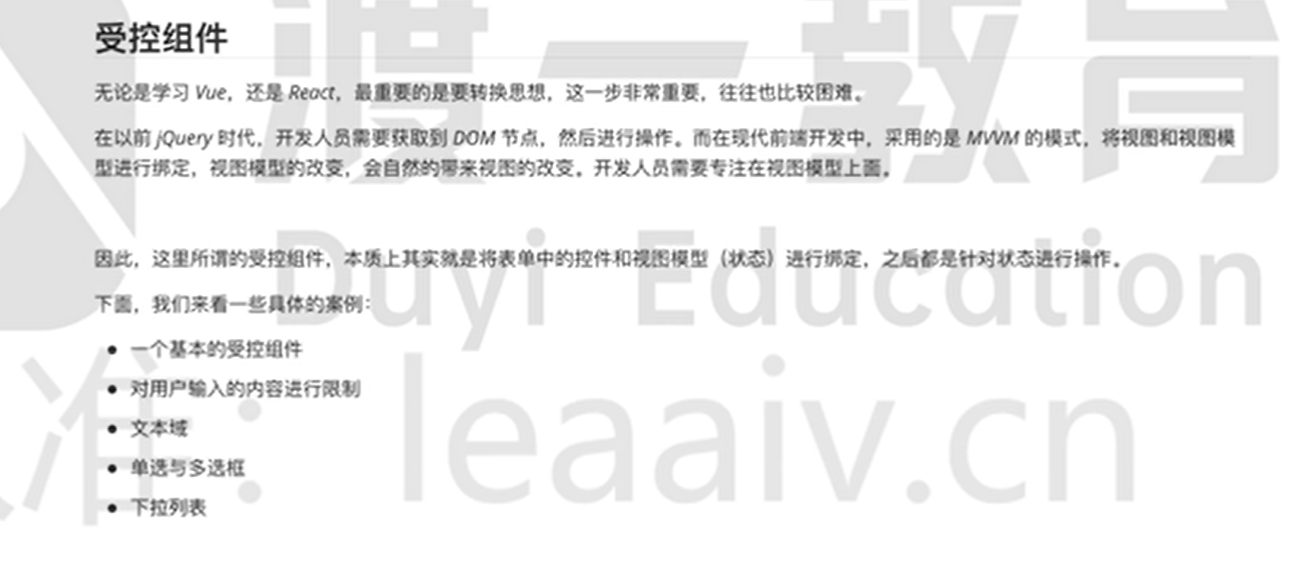 受控组件
无论是学习 Vue，还是 React，最重要的是要转换思想，这一步非常重要，往往也比较困难。
在以前 jQuery 时代，开发人员需要获取到 DOM 节点，然后进行操作。而在现代前端开发中，采用的是 MVVM 的模式，将视图和视图模
型进行绑定，视图模型的改变，会自然的带来视图的改变。开发人员需要专注在视图模型上面。
因此，这里所谓的受控组件，本质上其实就是将表单中的控件和视图模型（状态）进行绑定，之后都是针对状态进行操作。
下面，我们来看一些具体的案例：
● 一个基本的受控组件
● 对用户输入的内容进行限制
● 文本域
● 单选与多选框
● 下拉列表
渡一教育
Duyi Education
准：leaaiv.cn